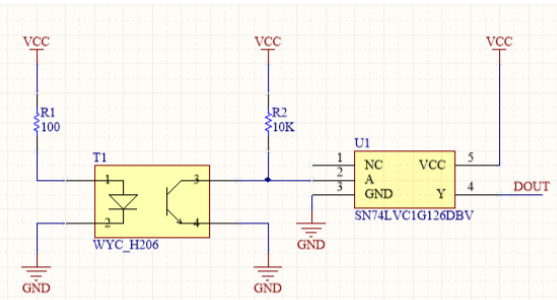 VCC VCC VCC
R1
100
R2
10K
T1
1 3
2 4
WYC_H206
U1
1 NC VCC 5
2 A
3 GND Y 4
DOUT
SN74LVC1G126DBV
GND
GND GND